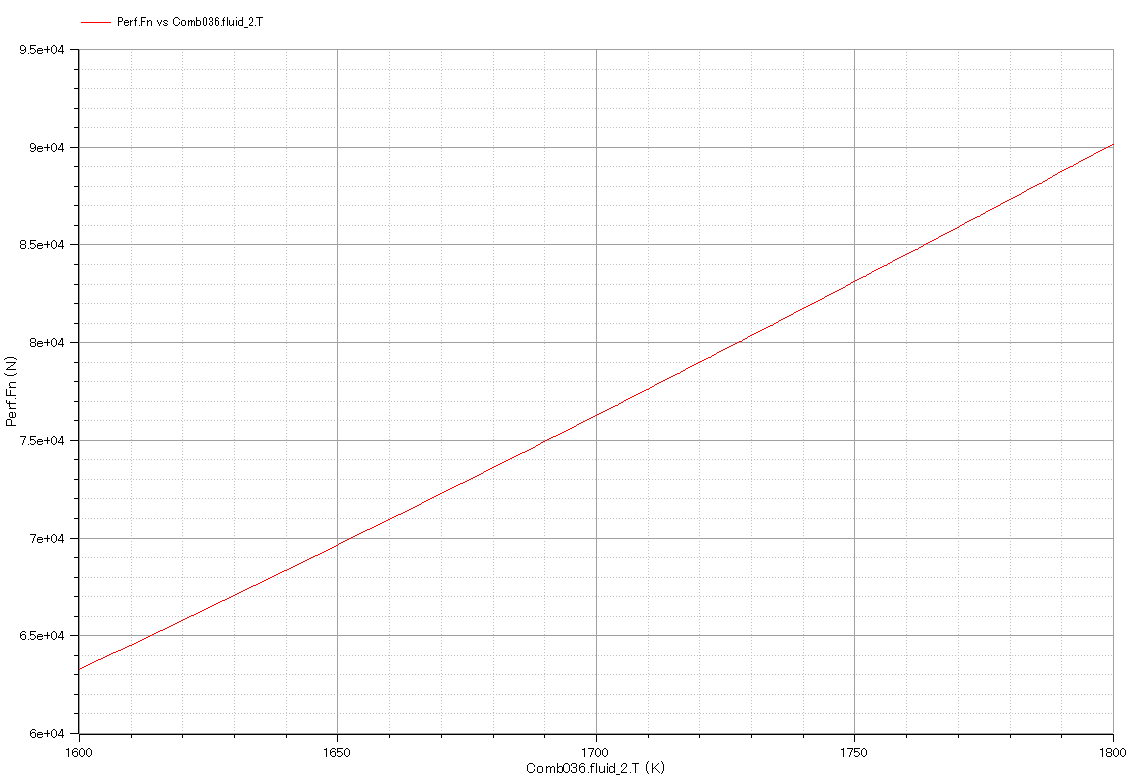 Perf.Fn vs Comb036.fluid_2.T
9.5e+04
9e+04
8.5e+04
8e+04
7.5e+04
7e+04
6.5e+04
6e+04
Perf.Fn (N)
1600 1650 1700 1750 1800
Comb036.fluid_2.T (K)